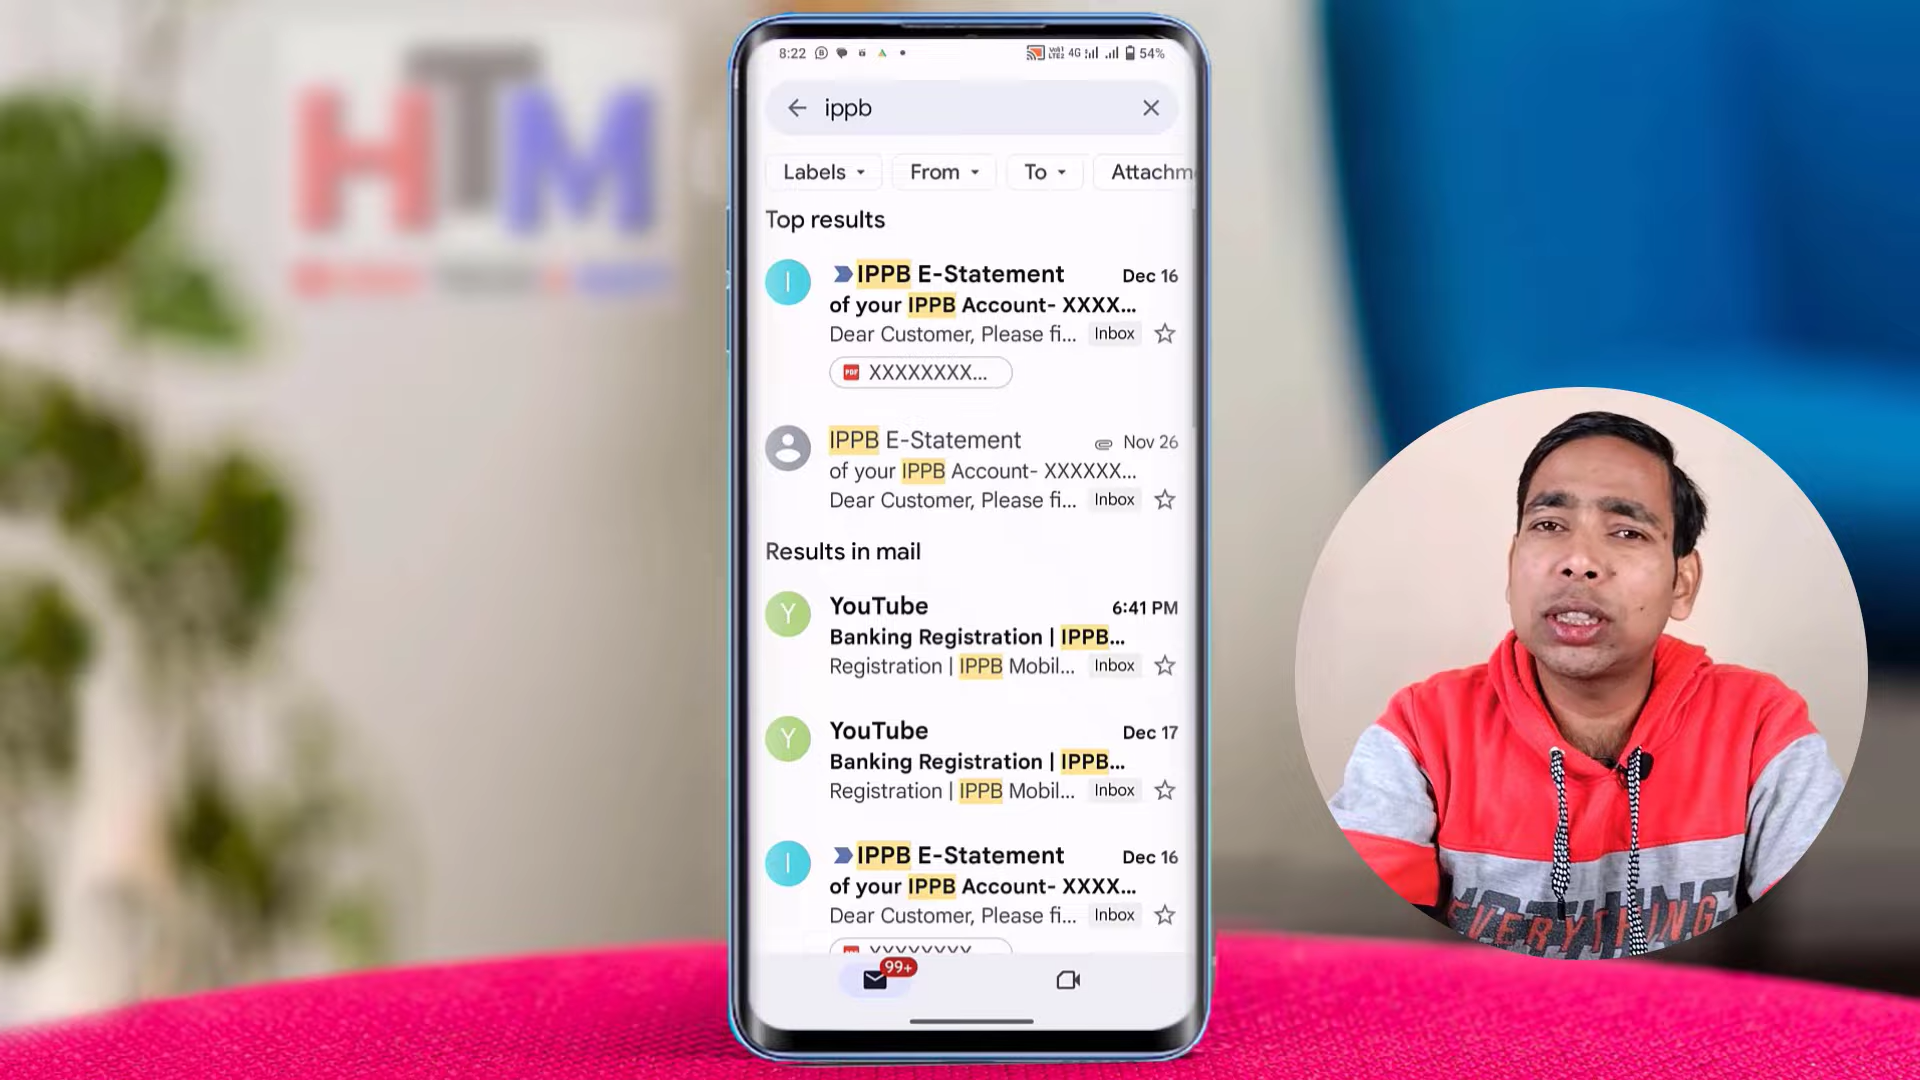 HTM
8:22
4G
54%
ippb
Labels
From
To
Attachm
Top results
I
IPPB E-Statement
Dec 16
of your IPPB Account- XXXX...
Dear Customer, Please fi...
Inbox
PDF
XXXXXXXX...
IPPB E-Statement
Nov 26
of your IPPB Account- XXXXXX...
Dear Customer, Please fi...
Inbox
Results in mail
Y
YouTube
6:41 PM
Banking Registration | IPPB...
Registration | IPPB Mobil...
Inbox
Y
YouTube
Dec 17
Banking Registration | IPPB...
Registration | IPPB Mobil...
Inbox
I
IPPB E-Statement
Dec 16
of your IPPB Account- XXXX...
Dear Customer, Please fi...
Inbox
XXXXXXXX
99+
EVERYTHING